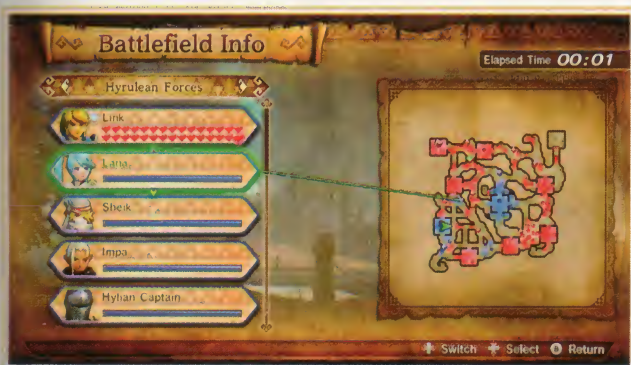 Battlefield Info
Elapsed Time 00:01
Hyrulean Forces
Link
Lana
Sheik
Impa
Hylian Captain
Switch Select B Return